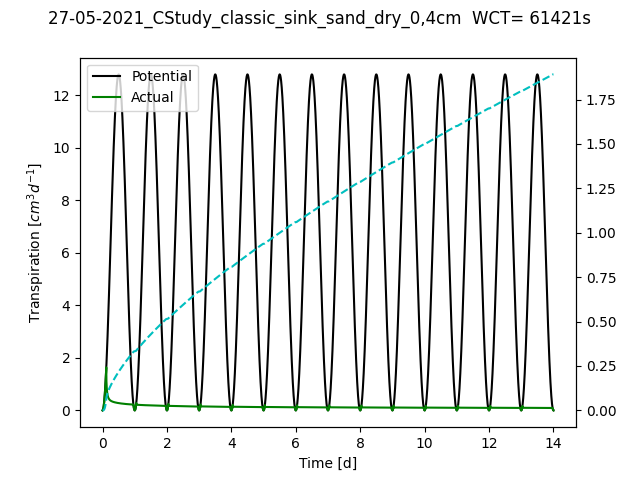 27-05-2021_CStudy_classic_sink_sand_dry_0,4cm WCT= 61421s
Potential
Actual
12
10
8
6
4
2
0
1.75
1.50
1.25
1.00
0.75
0.50
0.25
0.00
Transpiration [cm³d⁻¹]
0 2 4 6 8 10 12 14
Time [d]